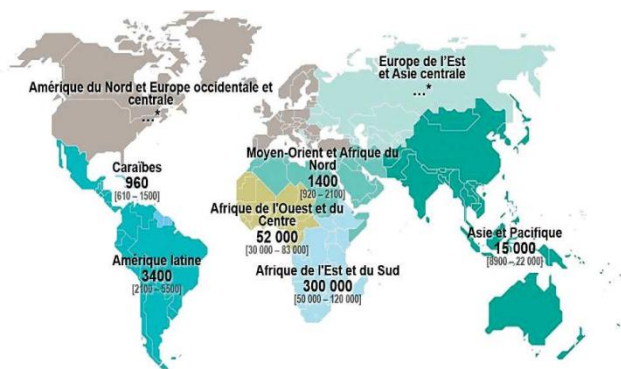 Amérique du Nord et Europe occidentale et
centrale
...*
Europe de l'Est
et Asie centrale
...*
Caraïbes
960
[610 – 1500]
Moyen-Orient et Afrique du
Nord
1400
[920 – 2100]
Afrique de l'Ouest et du
Centre
52 000
[30 000 – 83 000]
Asie et Pacifique
15 000
[8900 – 22 000]
Amérique latine
3400
[2100 – 5500]
Afrique de l'Est et du Sud
300 000
[50 000 – 120 000]